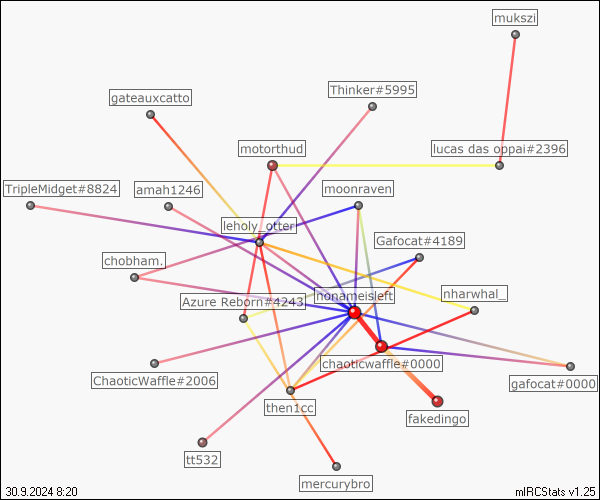 mukszi
Thinker#5995
gateauxcatto
motorthud
lucas das oppai#2396
TripleMidget#8824
amah1246
moonraven
leholy_otter
Gafocat#4189
chobham.
Azure Reborn#4243
nonameisleft
nharwhal_
chaoticwaffle#0000
ChaoticWaffle#2006
gafocat#0000
then1cc
fakedingo
tt532
mercurybro
30.9.2024 8:20
mIRCStats v1.25